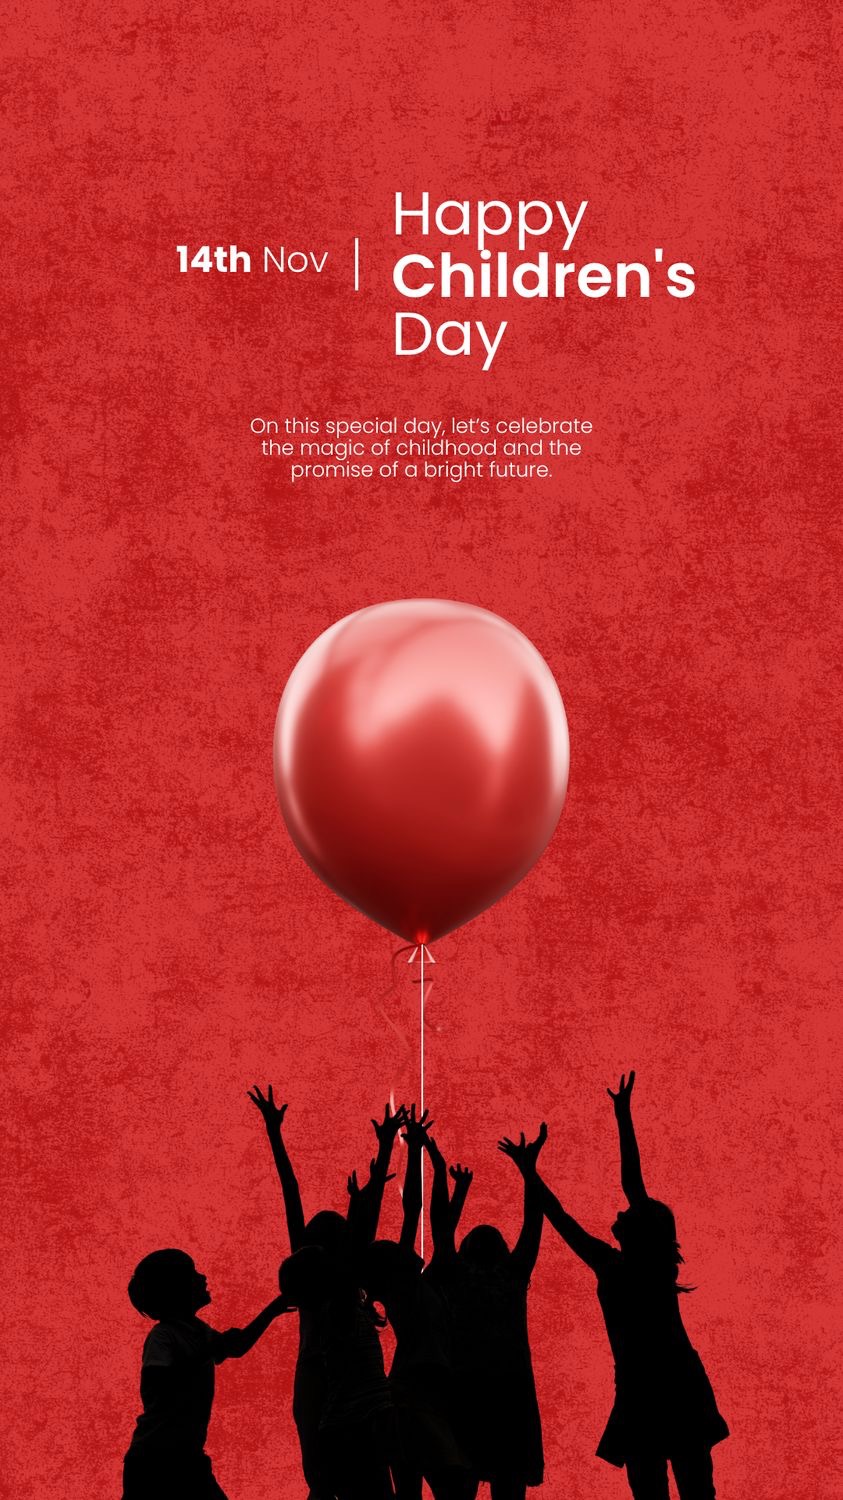 14th Nov
Happy
Children's
Day
On this special day, let's celebrate
the magic of childhood and the
promise of a bright future.